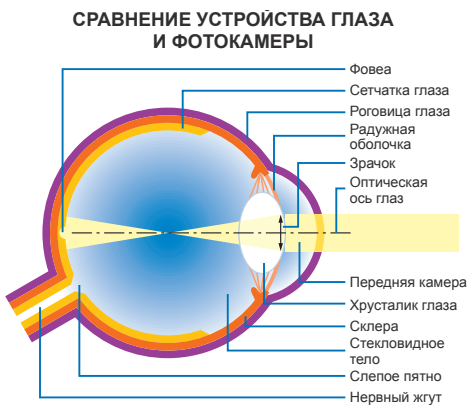 СРАВНЕНИЕ УСТРОЙСТВА ГЛАЗА
И ФОТОКАМЕРЫ
Фовеа
Сетчатка глаза
Роговица глаза
Радужная
оболочка
Зрачок
Оптическая
ось глаз
Передняя камера
Хрусталик глаза
Склера
Стекловидное
тело
Слепое пятно
Нервный жгут